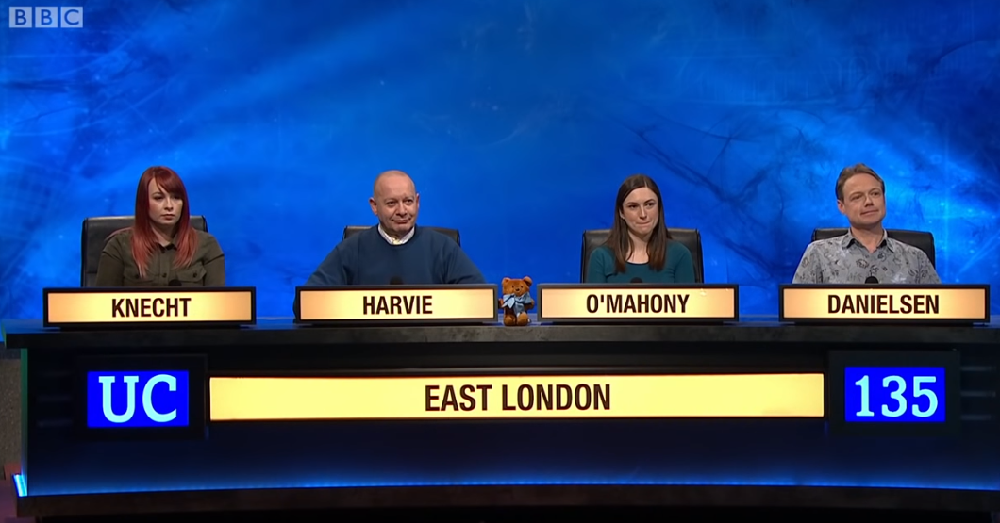 BBC
KNECHT
HARVIE
O'MAHONY
DANIELSEN
UC
EAST LONDON
135